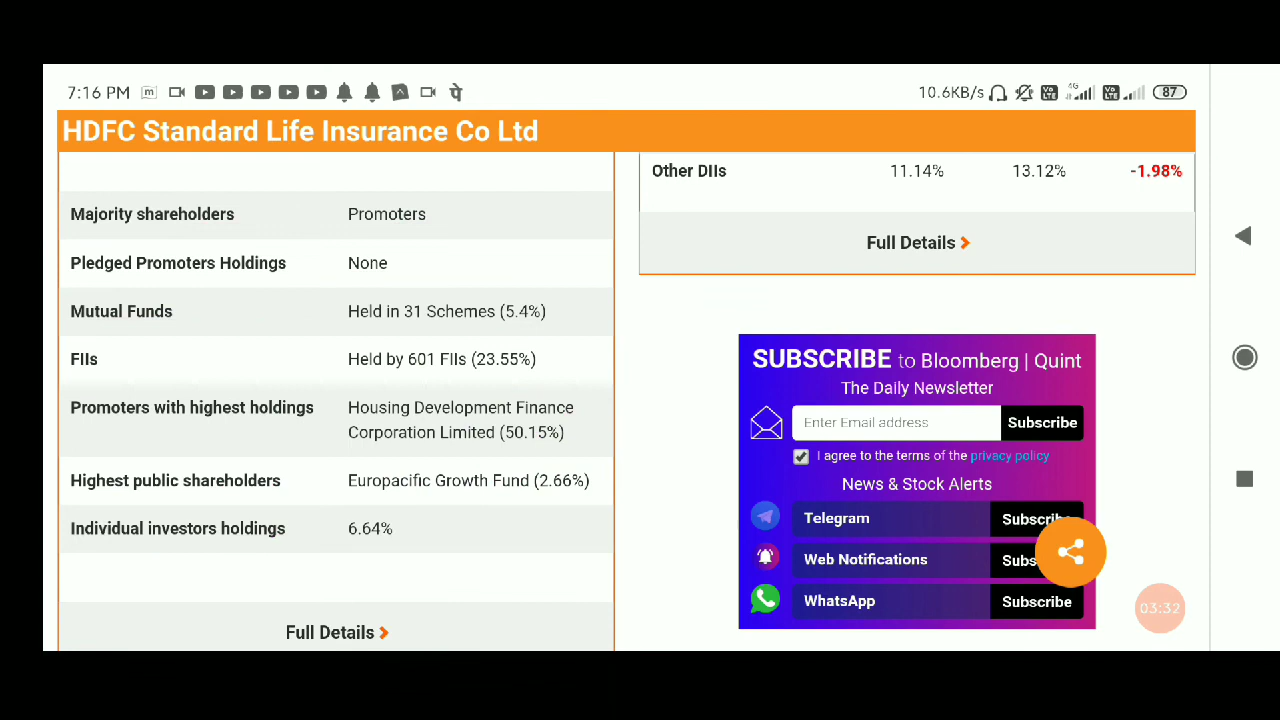 7:16 PM
10.6KB/s
4G
87
HDFC Standard Life Insurance Co Ltd
Majority shareholders Promoters
Pledged Promoters Holdings None
Mutual Funds Held in 31 Schemes (5.4%)
FIIs Held by 601 FIIs (23.55%)
Promoters with highest holdings Housing Development Finance
Corporation Limited (50.15%)
Highest public shareholders Europacific Growth Fund (2.66%)
Individual investors holdings 6.64%
Full Details
Other DIIs 11.14% 13.12% -1.98%
Full Details
SUBSCRIBE to Bloomberg | Quint
The Daily Newsletter
Enter Email address Subscribe
I agree to the terms of the privacy policy
News & Stock Alerts
Telegram Subscribe
Web Notifications Subs
WhatsApp Subscribe
03:32